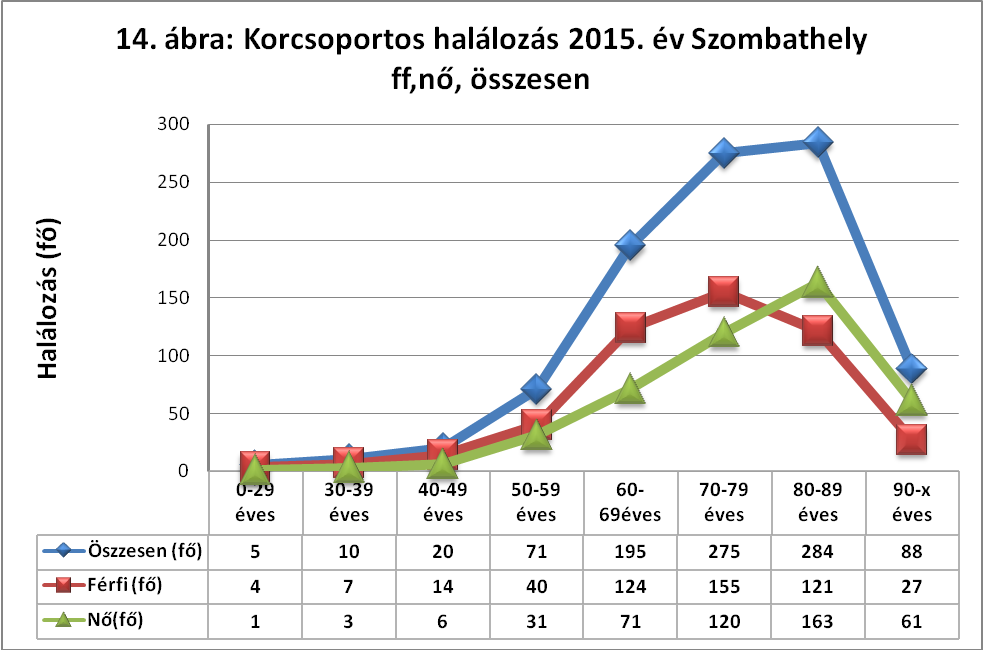 14. ábra: Korcsoportos halálozás 2015. év Szombathely
ff,nő, összesen
Halálozás (fő)
300
250
200
150
100
50
0
0-29 30-39 40-49 50-59 60- 70-79 80-89 90-x
éves éves éves éves 69éves éves éves éves
Öszzesen (fő) 5 10 20 71 195 275 284 88
Férfi (fő) 4 7 14 40 124 155 121 27
Nő(fő) 1 3 6 31 71 120 163 61